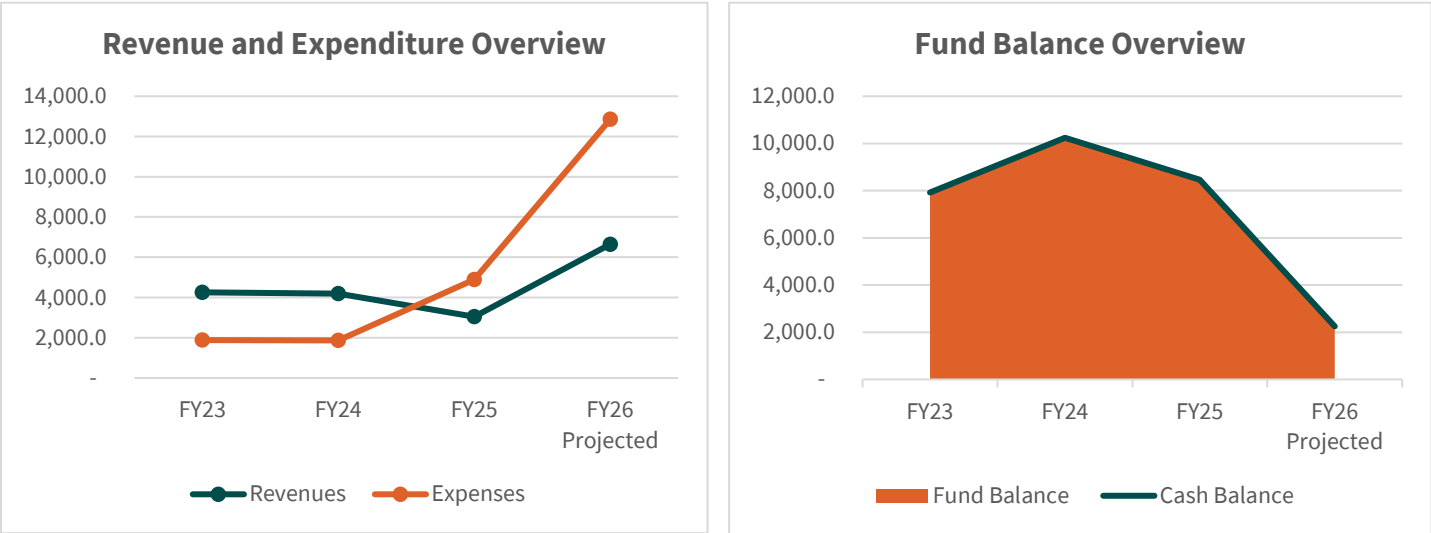 Revenue and Expenditure Overview
14,000.0
12,000.0
10,000.0
8,000.0
6,000.0
4,000.0
2,000.0
-
FY23
FY24
FY25
FY26
Projected
Revenues
Expenses
Fund Balance Overview
12,000.0
10,000.0
8,000.0
6,000.0
4,000.0
2,000.0
-
FY23
FY24
FY25
FY26
Projected
Fund Balance
Cash Balance